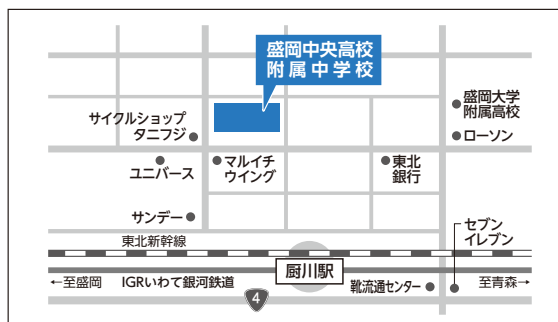 盛岡中央高校
附属中学校
盛岡大学
附属高校
サイクルショップ
タニフジ
ローソン
ユニバース
マルイチ
ウイング
東北
銀行
サンデー
セブン
イレブン
東北新幹線
厨川駅
←至盛岡
IGRいわて銀河鉄道
靴流通センター
至青森→
4